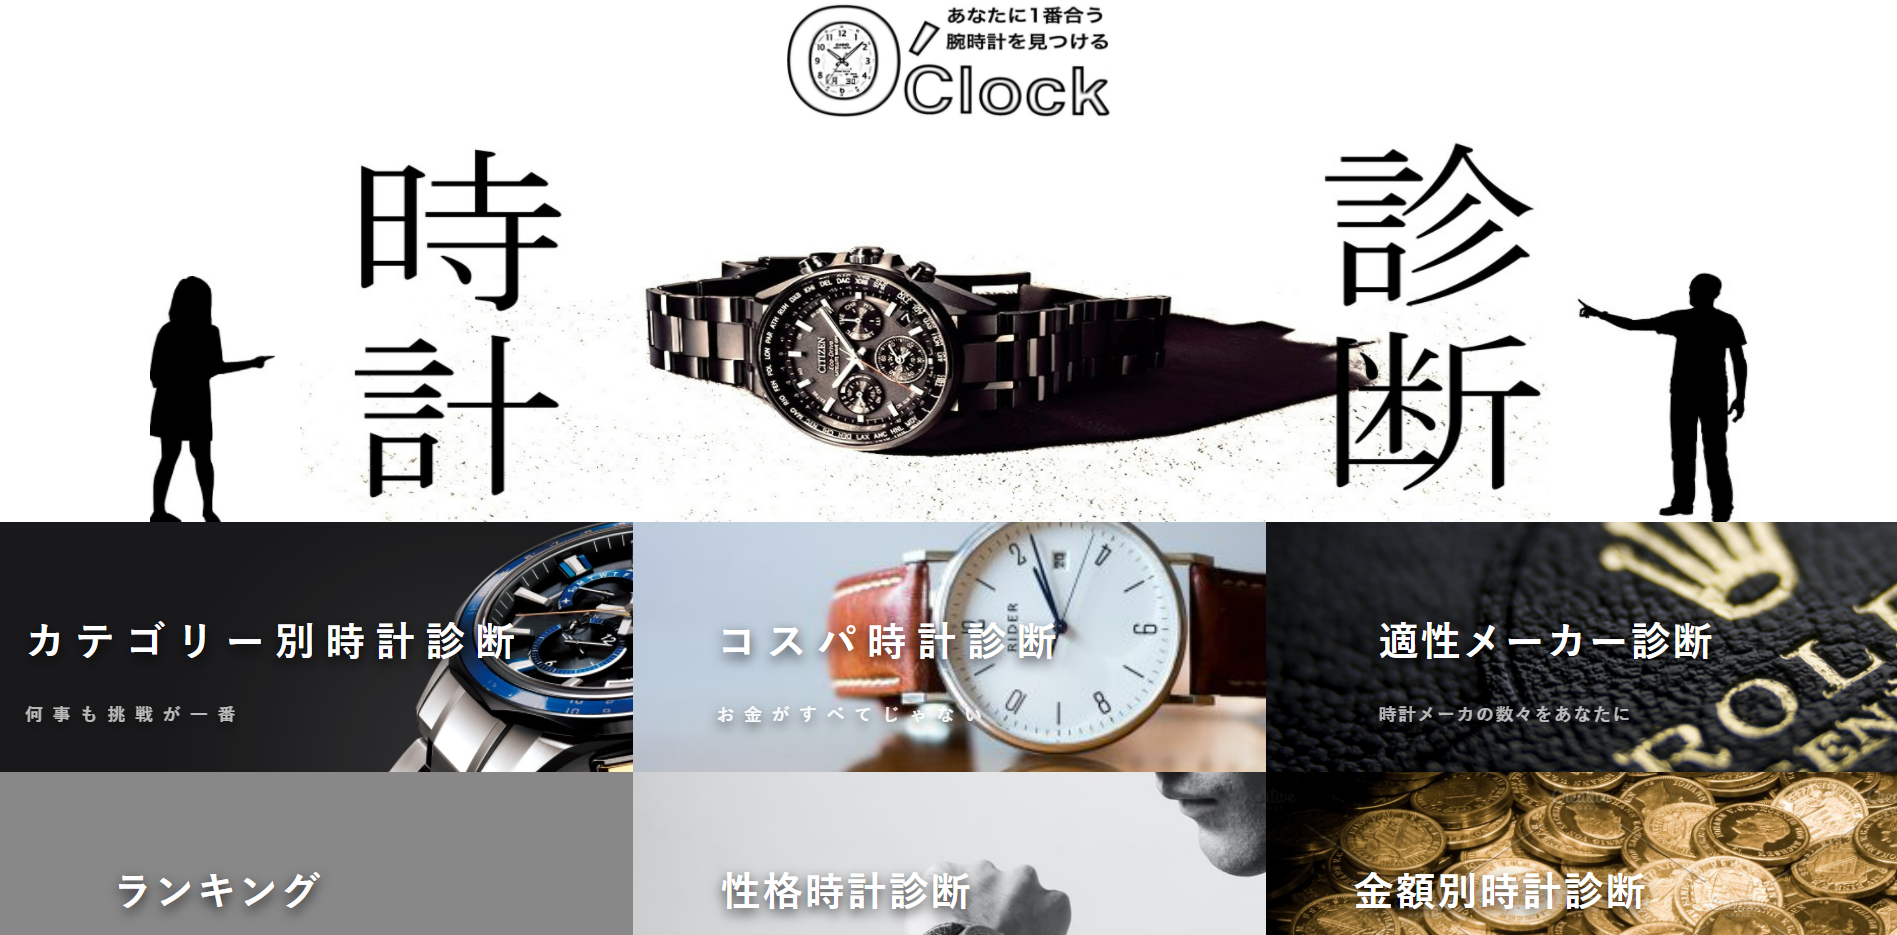 あなたに1番合う
腕時計を見つける
O'Clock
時計
診断
CITIZEN
Eco-Drive
カテゴリー別時計診断
何事も挑戦が一番
コスパ時計診断
お金がすべてじゃない
RIDER
適性メーカー診断
時計メーカの数々をあなたに
ROLE
ランキング
性格時計診断
金額別時計診断